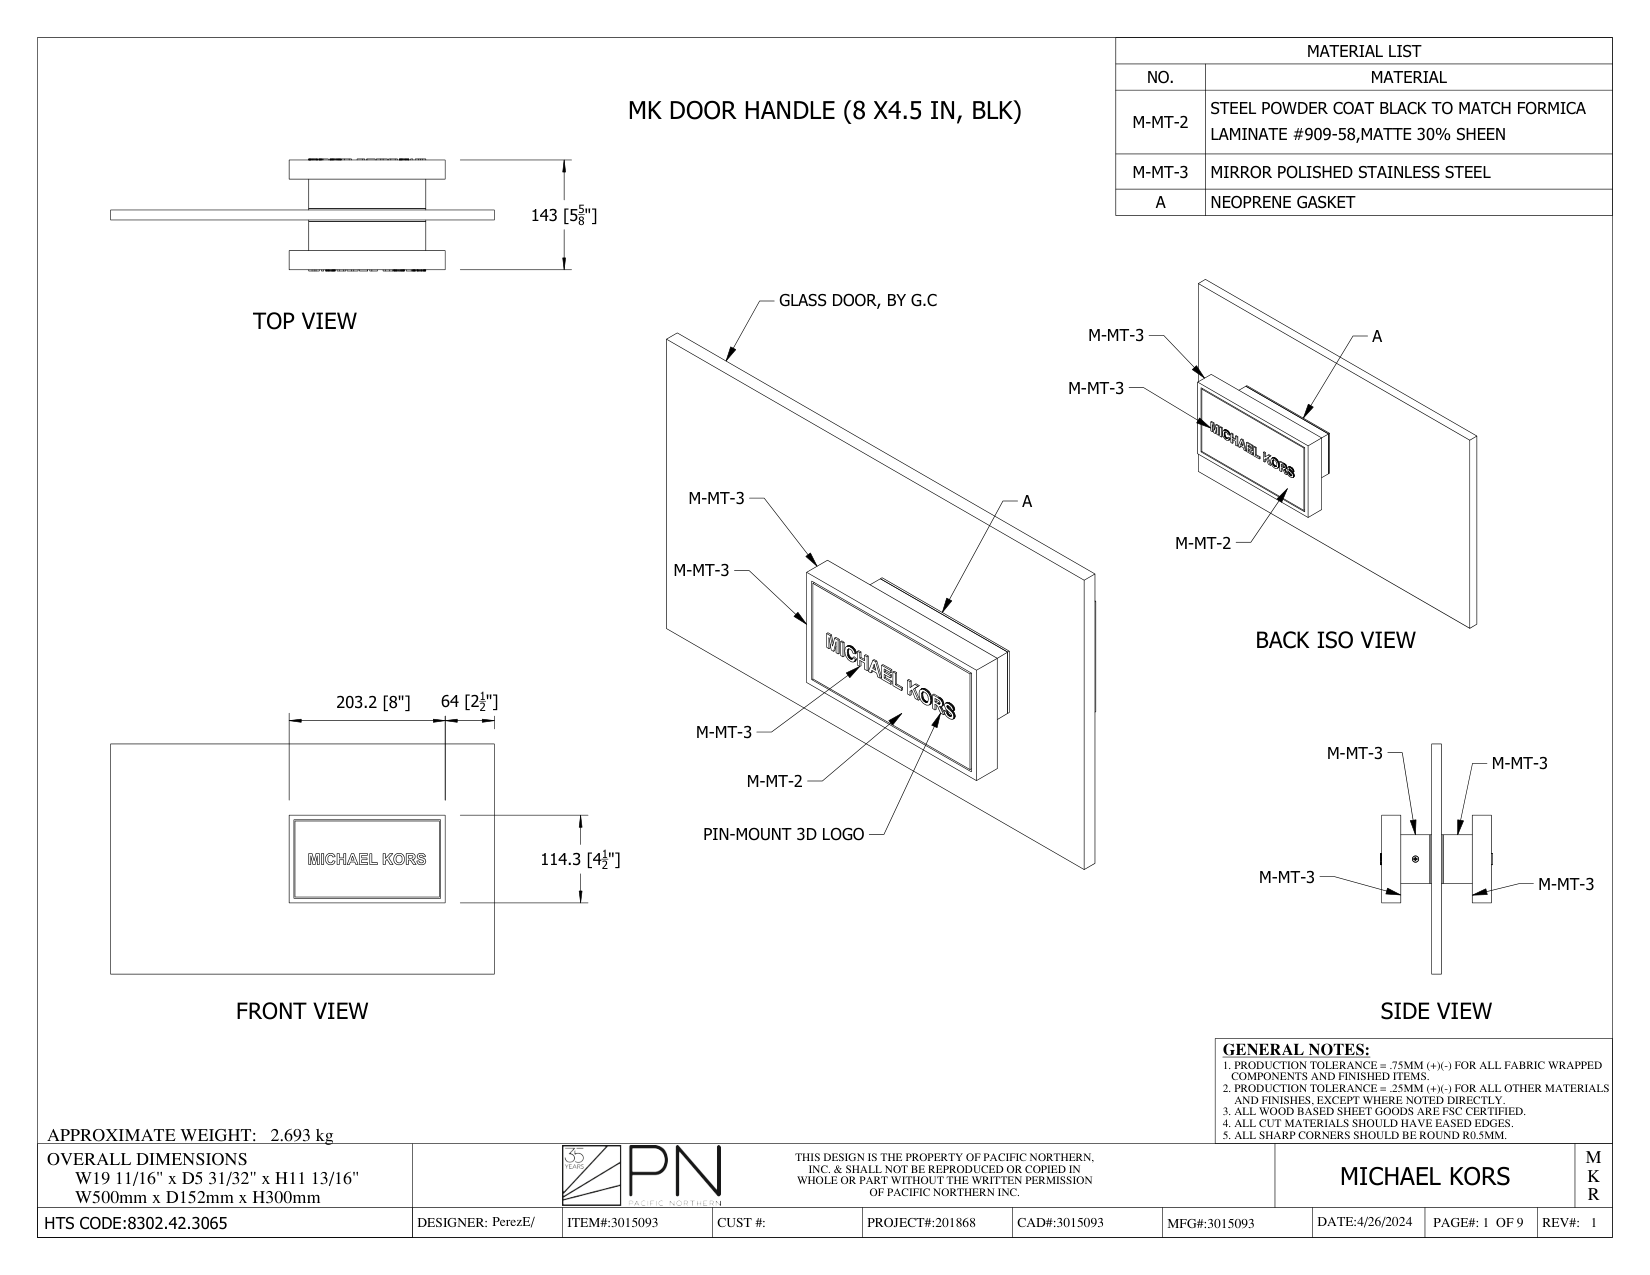 MATERIAL LIST
NO. MATERIAL
M-MT-2 STEEL POWDER COAT BLACK TO MATCH FORMICA
LAMINATE #909-58,MATTE 30% SHEEN
M-MT-3 MIRROR POLISHED STAINLESS STEEL
A NEOPRENE GASKET
MK DOOR HANDLE (8 X4.5 IN, BLK)
143 [5 5/8"]
TOP VIEW
GLASS DOOR, BY G.C
M-MT-3
A
M-MT-3
MICHAEL KORS
M-MT-3
M-MT-2
PIN-MOUNT 3D LOGO
M-MT-3
A
M-MT-3
MICHAEL KORS
M-MT-2
BACK ISO VIEW
203.2 [8"]
64 [2 1/2"]
MICHAEL KORS
114.3 [4 1/2"]
FRONT VIEW
M-MT-3
M-MT-3
M-MT-3
M-MT-3
SIDE VIEW
GENERAL NOTES:
1. PRODUCTION TOLERANCE = .75MM (+)(-) FOR ALL FABRIC WRAPPED
COMPONENTS AND FINISHED ITEMS.
2. PRODUCTION TOLERANCE = .25MM (+)(-) FOR ALL OTHER MATERIALS
AND FINISHES, EXCEPT WHERE NOTED DIRECTLY.
3. ALL WOOD BASED SHEET GOODS ARE FSC CERTIFIED.
4. ALL CUT MATERIALS SHOULD HAVE EASED EDGES.
5. ALL SHARP CORNERS SHOULD BE ROUND R0.5MM.
APPROXIMATE WEIGHT: 2.693 kg
OVERALL DIMENSIONS
W19 11/16" x D5 31/32" x H11 13/16"
W500mm x D152mm x H300mm
HTS CODE:8302.42.3065
35
YEARS
PN
PACIFIC NORTHERN
THIS DESIGN IS THE PROPERTY OF PACIFIC NORTHERN,
INC. & SHALL NOT BE REPRODUCED OR COPIED IN
WHOLE OR PART WITHOUT THE WRITTEN PERMISSION
OF PACIFIC NORTHERN INC.
MICHAEL KORS
M
K
R
DESIGNER: PerezE/
ITEM#:3015093
CUST #:
PROJECT#:201868
CAD#:3015093
MFG#:3015093
DATE:4/26/2024
PAGE#: 1 OF 9
REV#: 1